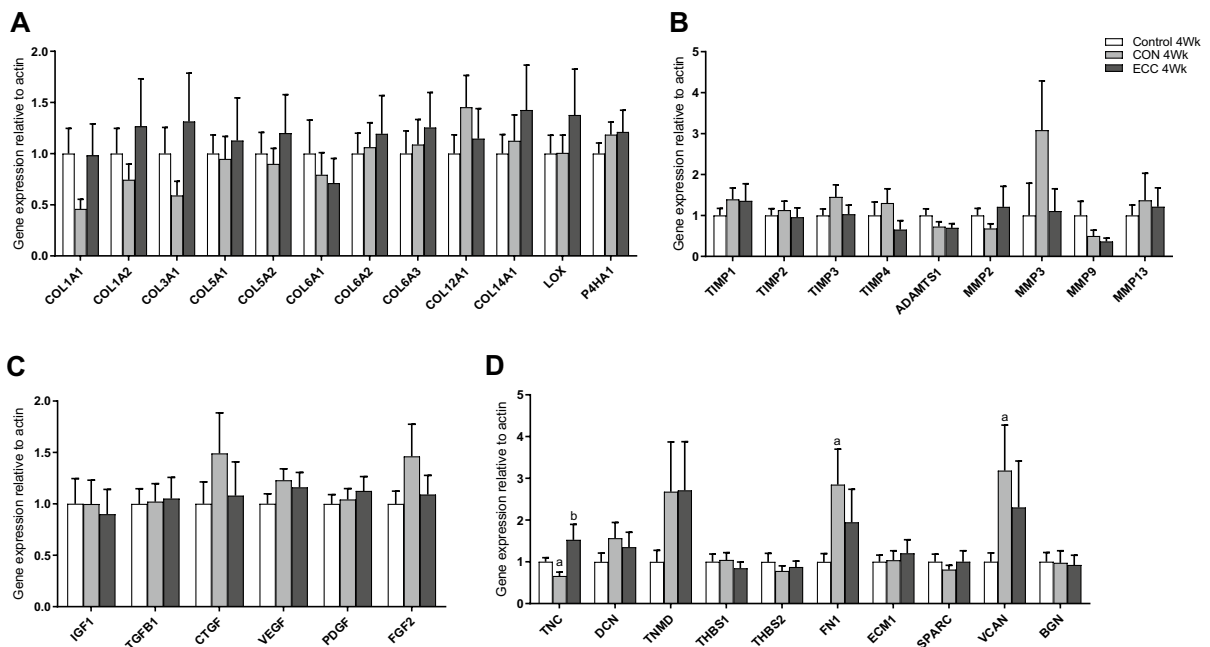 A
Gene expression relative to actin
2.0
1.5
1.0
0.5
0.0
COL1A1
COL1A2
COL3A1
COL5A1
COL5A2
COL6A1
COL6A2
COL6A3
COL12A1
COL14A1
LOX
P4HA1
B
Control 4Wk
CON 4Wk
ECC 4Wk
Gene expression relative to actin
5
4
3
2
1
0
TIMP1
TIMP2
TIMP3
TIMP4
ADAMTS1
MMP2
MMP3
MMP9
MMP13
C
Gene expression relative to actin
2.0
1.5
1.0
0.5
0.0
IGF1
TGFB1
CTGF
VEGF
PDGF
FGF2
D
Gene expression relative to actin
5
4
3
2
1
0
a
b
a
a
TNC
DCN
TNMD
THBS1
THBS2
FN1
ECM1
SPARC
VCAN
BGN